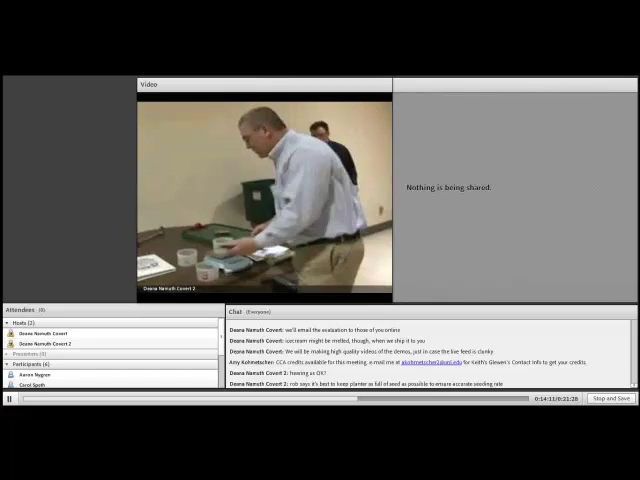 Video
Nothing is being shared.
Deana Namuth Covert 2
Attendees (8)
Hosts (2)
Deana Namuth Covert
Deana Namuth Covert 2
Presenters (0)
Participants (6)
Aaron Nygren
Carol Speth
Chat (Everyone)
Deana Namuth Covert: we'll email the evaluation to those of you online
Deana Namuth Covert: icecream might be melted, though, when we ship it to you
Deana Namuth Covert: We will be making high quality videos of the demos, just in case the live feed is clunky
Amy Kohmetscher: CCA credits available for this meeting. e-mail me at akohmetscher2@unl.edu for Keith's Glewen's Contact Info to get your credits.
Deana Namuth Covert 2: hearing us OK?
Deana Namuth Covert 2: rob says it's best to keep planter as full of seed as possible to ensure accurate seeding rate
0:14:11/0:21:28
Stop and Save